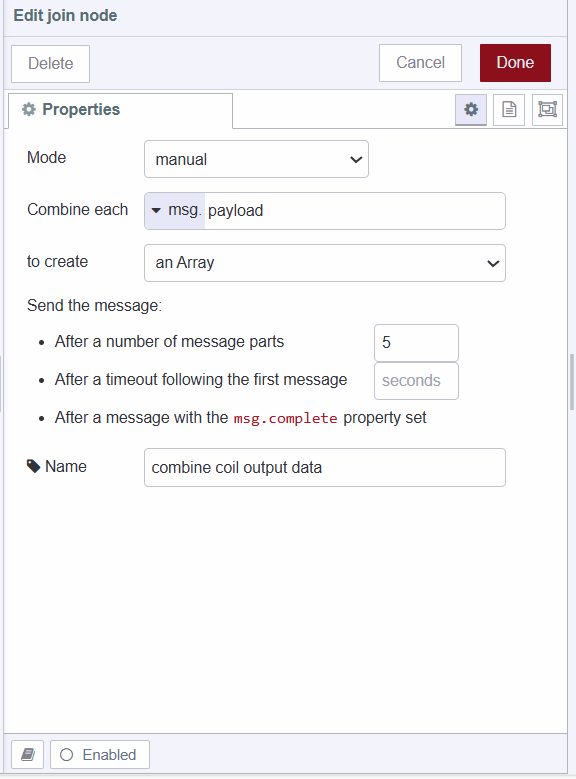 Edit join node
Delete Cancel Done
Properties
Mode manual
Combine each msg. payload
to create an Array
Send the message:
• After a number of message parts 5
• After a timeout following the first message seconds
• After a message with the msg.complete property set
Name combine coil output data
Enabled